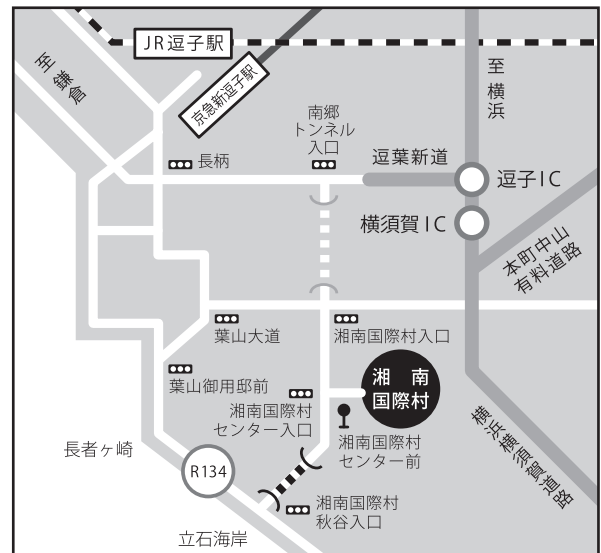 JR逗子駅
京急新逗子駅
至鎌倉
至横浜
南郷
トンネル
入口
長柄
逗葉新道
逗子IC
横須賀IC
本町中山
有料道路
葉山大道
湘南国際村入口
葉山御用邸前
湘南
国際村
湘南国際村
センター入口
湘南国際村
センター前
長者ヶ崎
R134
横浜横須賀道路
湘南国際村
秋谷入口
立石海岸